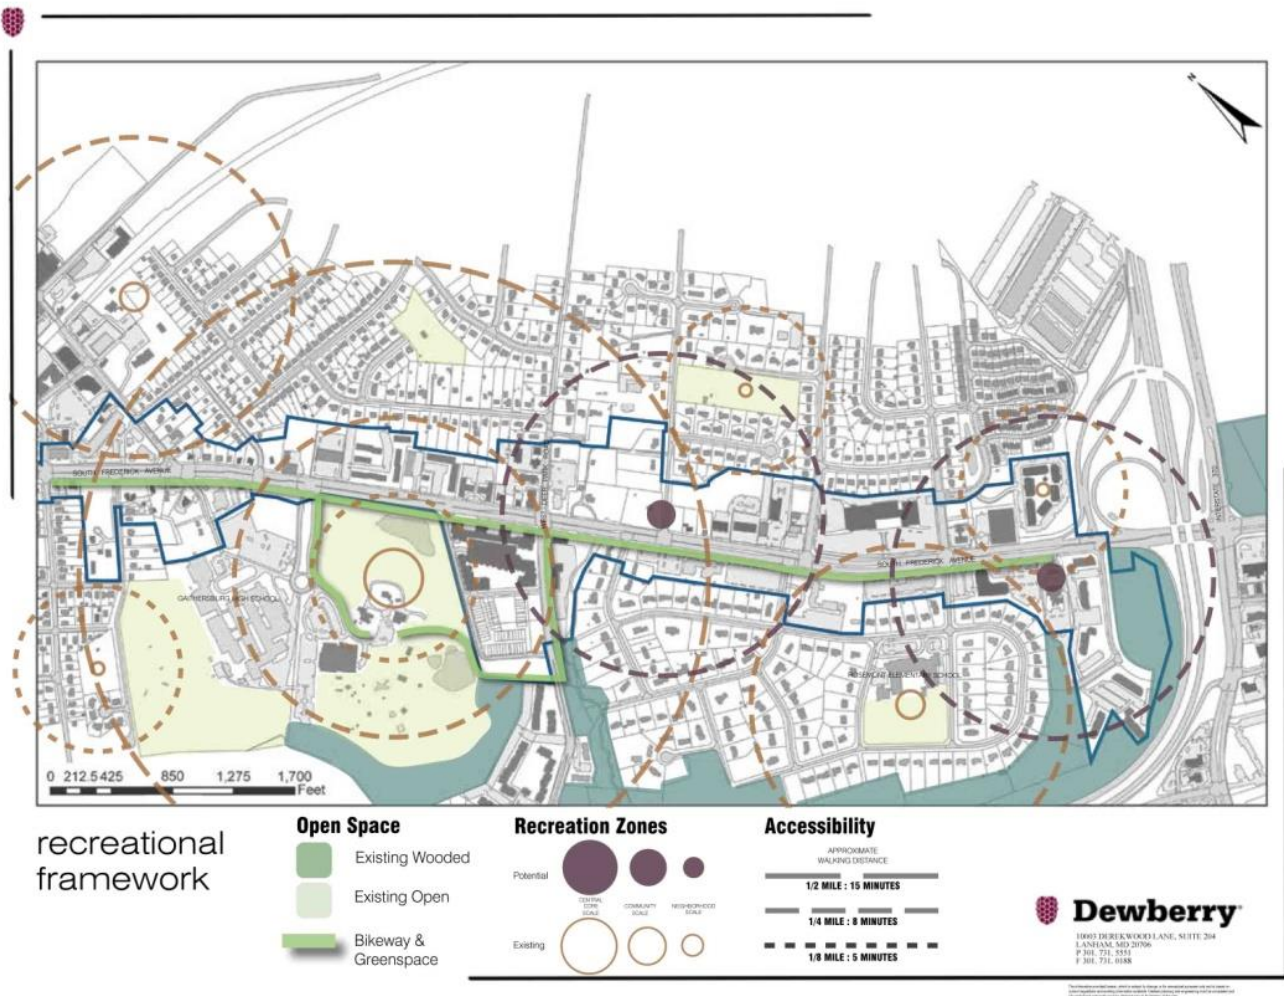 N
SOUTH FREDERICK AVENUE
INTERSTATE 370
SOUTH FREDERICK AVENUE
GAITHERSBURG HIGH SCHOOL
ROSEMONT ELEMENTARY SCHOOL
0 212.5 425 850 1,275 1,700
Feet
recreational
framework
Open Space
Existing Wooded
Existing Open
Bikeway &
Greenspace
Recreation Zones
Potential
CENTRAL
CORE
SCALE
COMMUNITY
SCALE
NEIGHBORHOOD
SCALE
Existing
Accessibility
APPROXIMATE
WALKING DISTANCE
1/2 MILE : 15 MINUTES
1/4 MILE : 8 MINUTES
1/8 MILE : 5 MINUTES
Dewberry
10003 DEREKWOOD LANE, SUITE 204
LANHAM, MD 20706
P 301. 731. 5551
F 301. 731. 0188